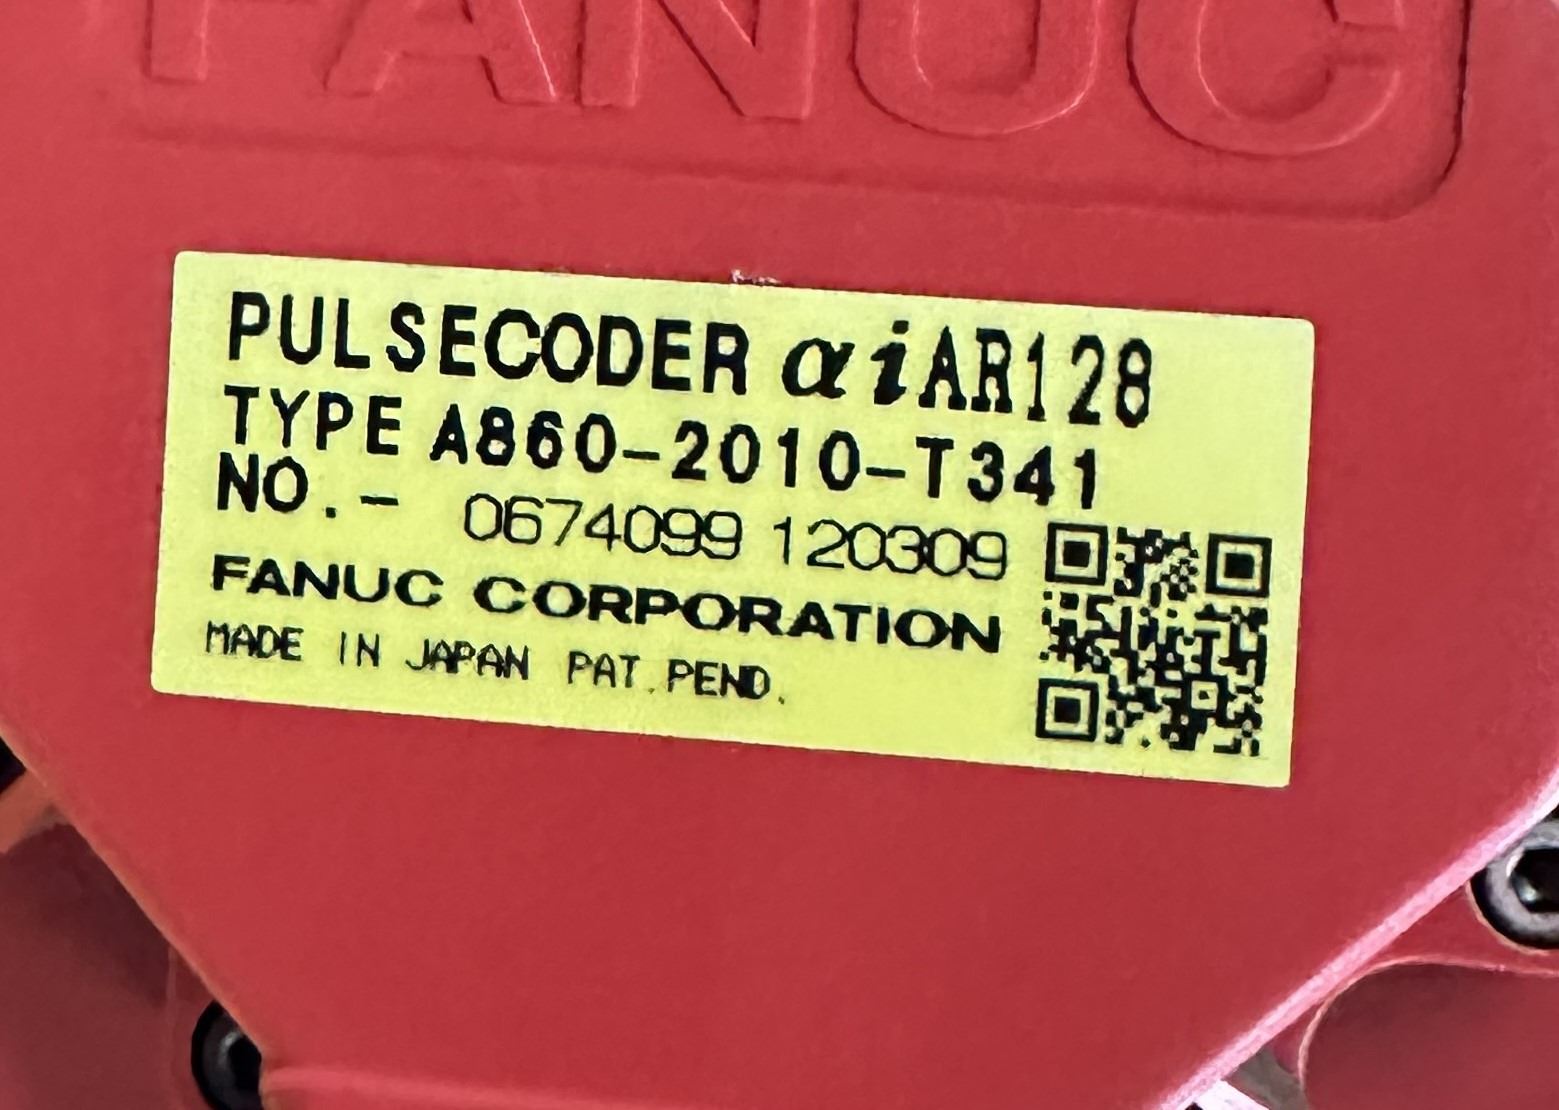 FANUC
PULSECODER αiAR128
TYPE A860-2010-T341
NO.- 0674099 120309
FANUC CORPORATION
MADE IN JAPAN PAT.PEND.